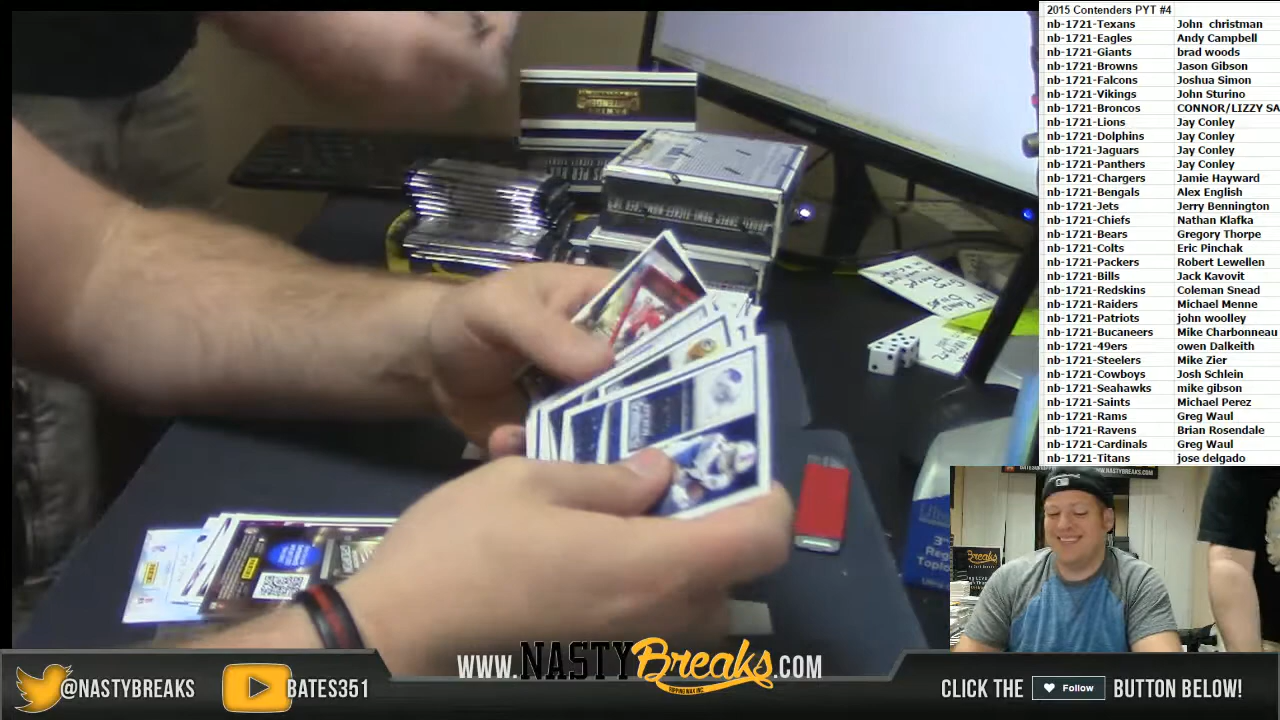 2015 Contenders PYT #4
nb-1721-Texans John christman
nb-1721-Eagles Andy Campbell
nb-1721-Giants brad woods
nb-1721-Browns Jason Gibson
nb-1721-Falcons Joshua Simon
nb-1721-Vikings John Sturino
nb-1721-Broncos CONNOR/LIZZY SA
nb-1721-Lions Jay Conley
nb-1721-Dolphins Jay Conley
nb-1721-Jaguars Jay Conley
nb-1721-Panthers Jay Conley
nb-1721-Chargers Jamie Hayward
nb-1721-Bengals Alex English
nb-1721-Jets Jerry Bennington
nb-1721-Chiefs Nathan Klafka
nb-1721-Bears Gregory Thorpe
nb-1721-Colts Eric Pinchak
nb-1721-Packers Robert Lewellen
nb-1721-Bills Jack Kavovit
nb-1721-Redskins Coleman Snead
nb-1721-Raiders Michael Menne
nb-1721-Patriots john woolley
nb-1721-Bucaneers Mike Charbonneau
nb-1721-49ers owen Dalkeith
nb-1721-Steelers Mike Zier
nb-1721-Cowboys Josh Schlein
nb-1721-Seahawks mike gibson
nb-1721-Saints Michael Perez
nb-1721-Rams Greg Waul
nb-1721-Ravens Brian Rosendale
nb-1721-Cardinals Greg Waul
nb-1721-Titans jose delgado
Breaks
@NASTYBREAKS
BATES351
WWW.NASTYBreaks.COM
RIPPING WAX INC.
CLICK THE Follow BUTTON BELOW!